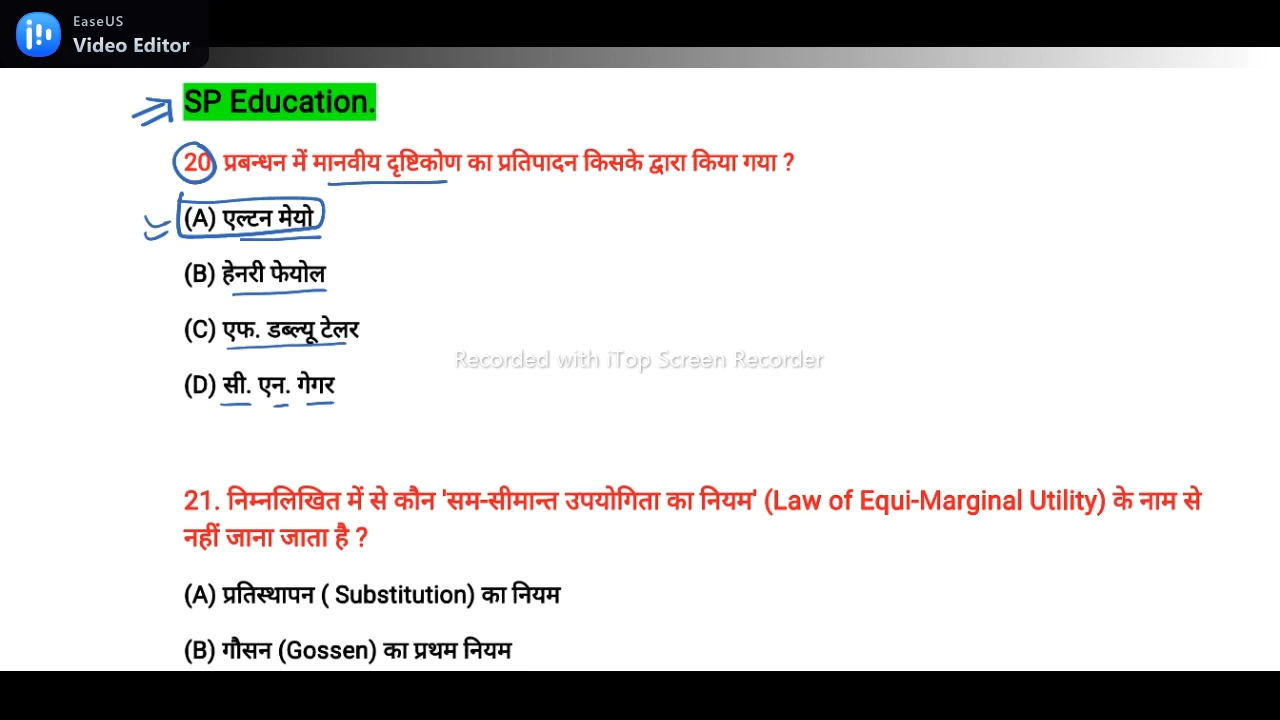 EaseUS
Video Editor
SP Education.
20. प्रबन्धन में मानवीय दृष्टिकोण का प्रतिपादन किसके द्वारा किया गया ?
(A) एल्टन मेयो
(B) हेनरी फेयोल
(C) एफ. डब्ल्यू टेलर
Recorded with iTop Screen Recorder
(D) सी. एन. गेगर
21. निम्नलिखित में से कौन 'सम-सीमान्त उपयोगिता का नियम' (Law of Equi-Marginal Utility) के नाम से
नहीं जाना जाता है ?
(A) प्रतिस्थापन ( Substitution) का नियम
(B) गौसन (Gossen) का प्रथम नियम